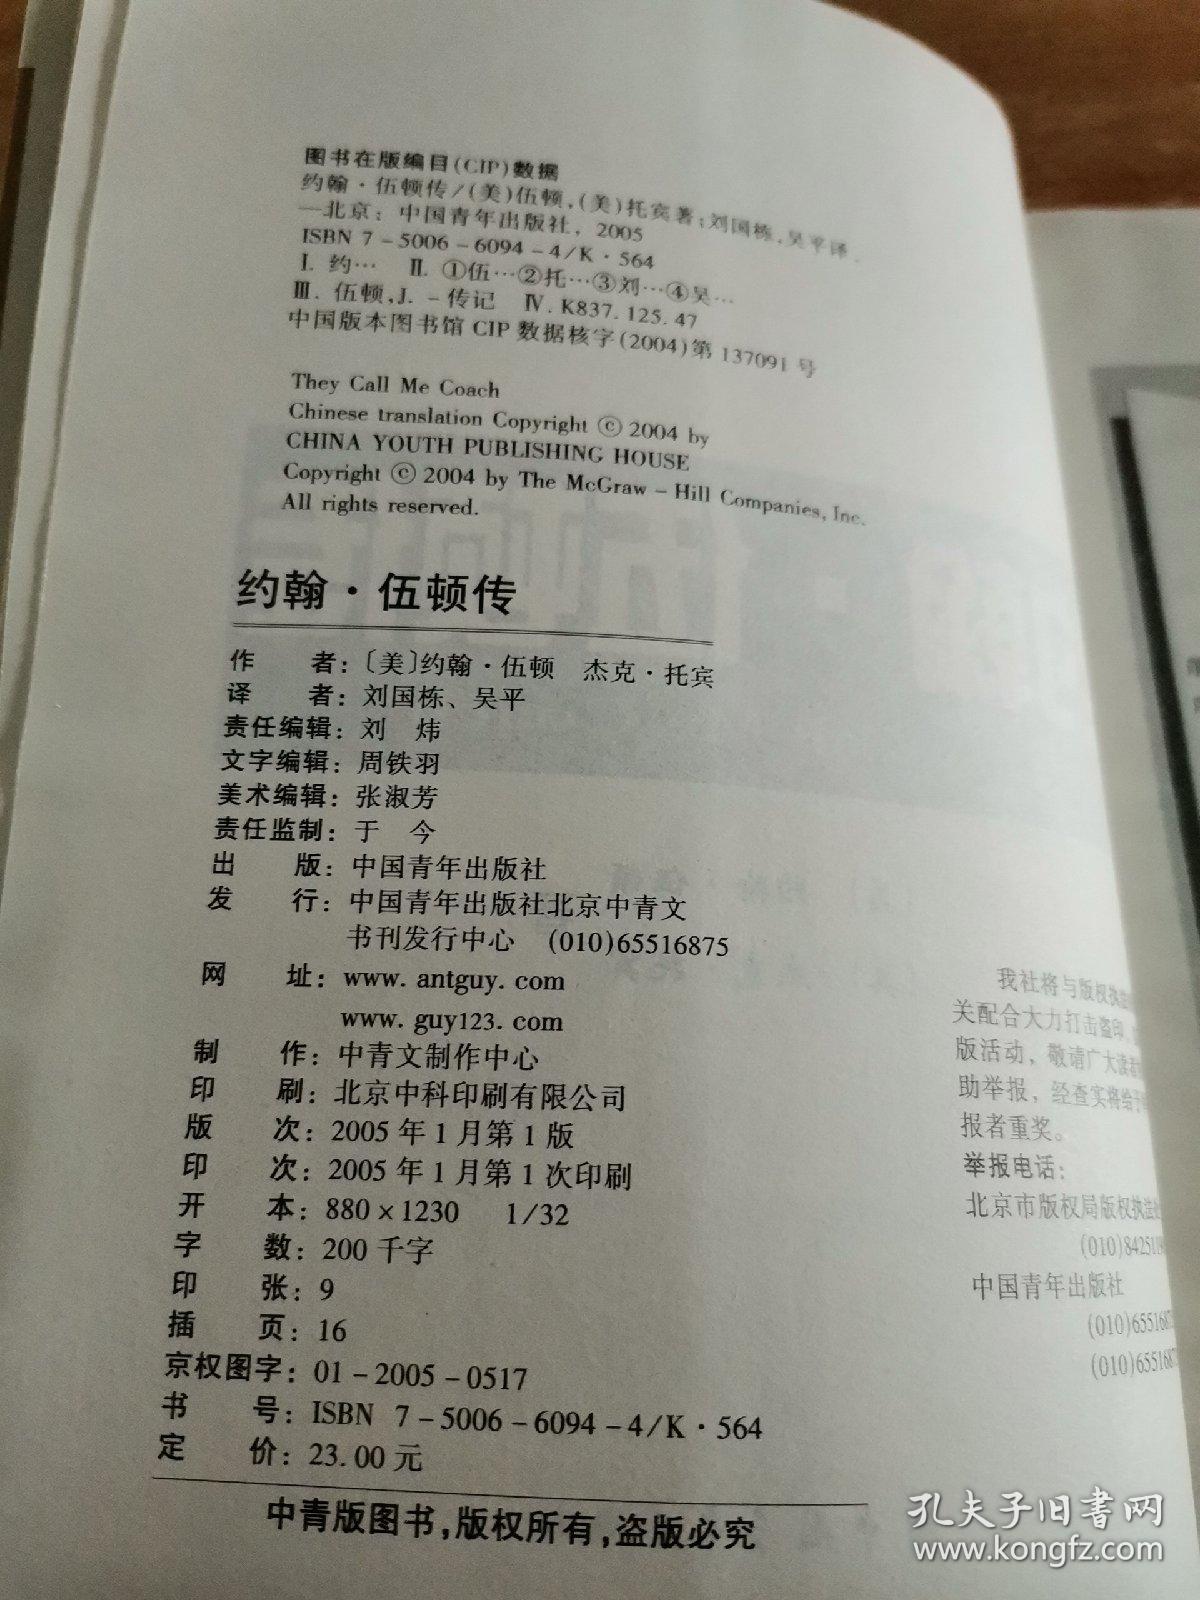 图书在版编目(CIP)数据
约翰·伍顿传/(美)伍顿,(美)托宾著;刘国栋,吴平译.
—北京:中国青年出版社,2005
ISBN 7-5006-6094-4/K·564
Ⅰ.约… Ⅱ.①伍…②托…③刘…④吴…
Ⅲ.伍顿,J.-传记 Ⅳ.K837.125.47
中国版本图书馆CIP数据核字(2004)第137091号
They Call Me Coach
Chinese translation Copyright ⓒ 2004 by
CHINA YOUTH PUBLISHING HOUSE
Copyright ⓒ 2004 by The McGraw-Hill Companies, Inc.
All rights reserved.
约翰·伍顿传
作者:〔美〕约翰·伍顿 杰克·托宾
译者:刘国栋、吴平
责任编辑:刘 炜
文字编辑:周铁羽
美术编辑:张淑芳
责任监制:于 今
出版:中国青年出版社
发行:中国青年出版社北京中青文
书刊发行中心 (010)65516875
网址:www.antguy.com
www.guy123.com
制作:中青文制作中心
印刷:北京中科印刷有限公司
版次:2005年1月第1版
印次:2005年1月第1次印刷
开本:880×1230 1/32
字数:200千字
印张:9
插页:16
京权图字:01-2005-0517
书号:ISBN 7-5006-6094-4/K·564
定价:23.00元
中青版图书,版权所有,盗版必究
我社将与版权执法
关配合大力打击盗印、
版活动,敬请广大读者
助举报,经查实将给予
报者重奖。
举报电话:
北京市版权局版权执法
(010)84251
中国青年出版社
(010)65516
(010)65516
孔夫子旧书网
www.kongfz.com